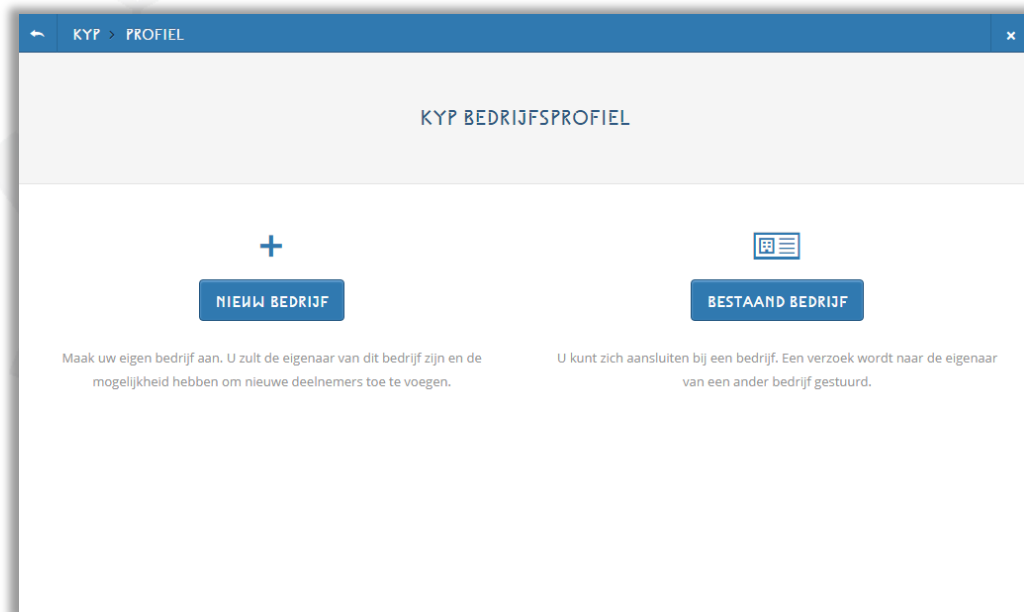 KYP > PROFIEL
KYP BEDRIJFSPROFIEL
NIEUW BEDRIJF
Maak uw eigen bedrijf aan. U zult de eigenaar van dit bedrijf zijn en de
mogelijkheid hebben om nieuwe deelnemers toe te voegen.
BESTAAND BEDRIJF
U kunt zich aansluiten bij een bedrijf. Een verzoek wordt naar de eigenaar
van een ander bedrijf gestuurd.